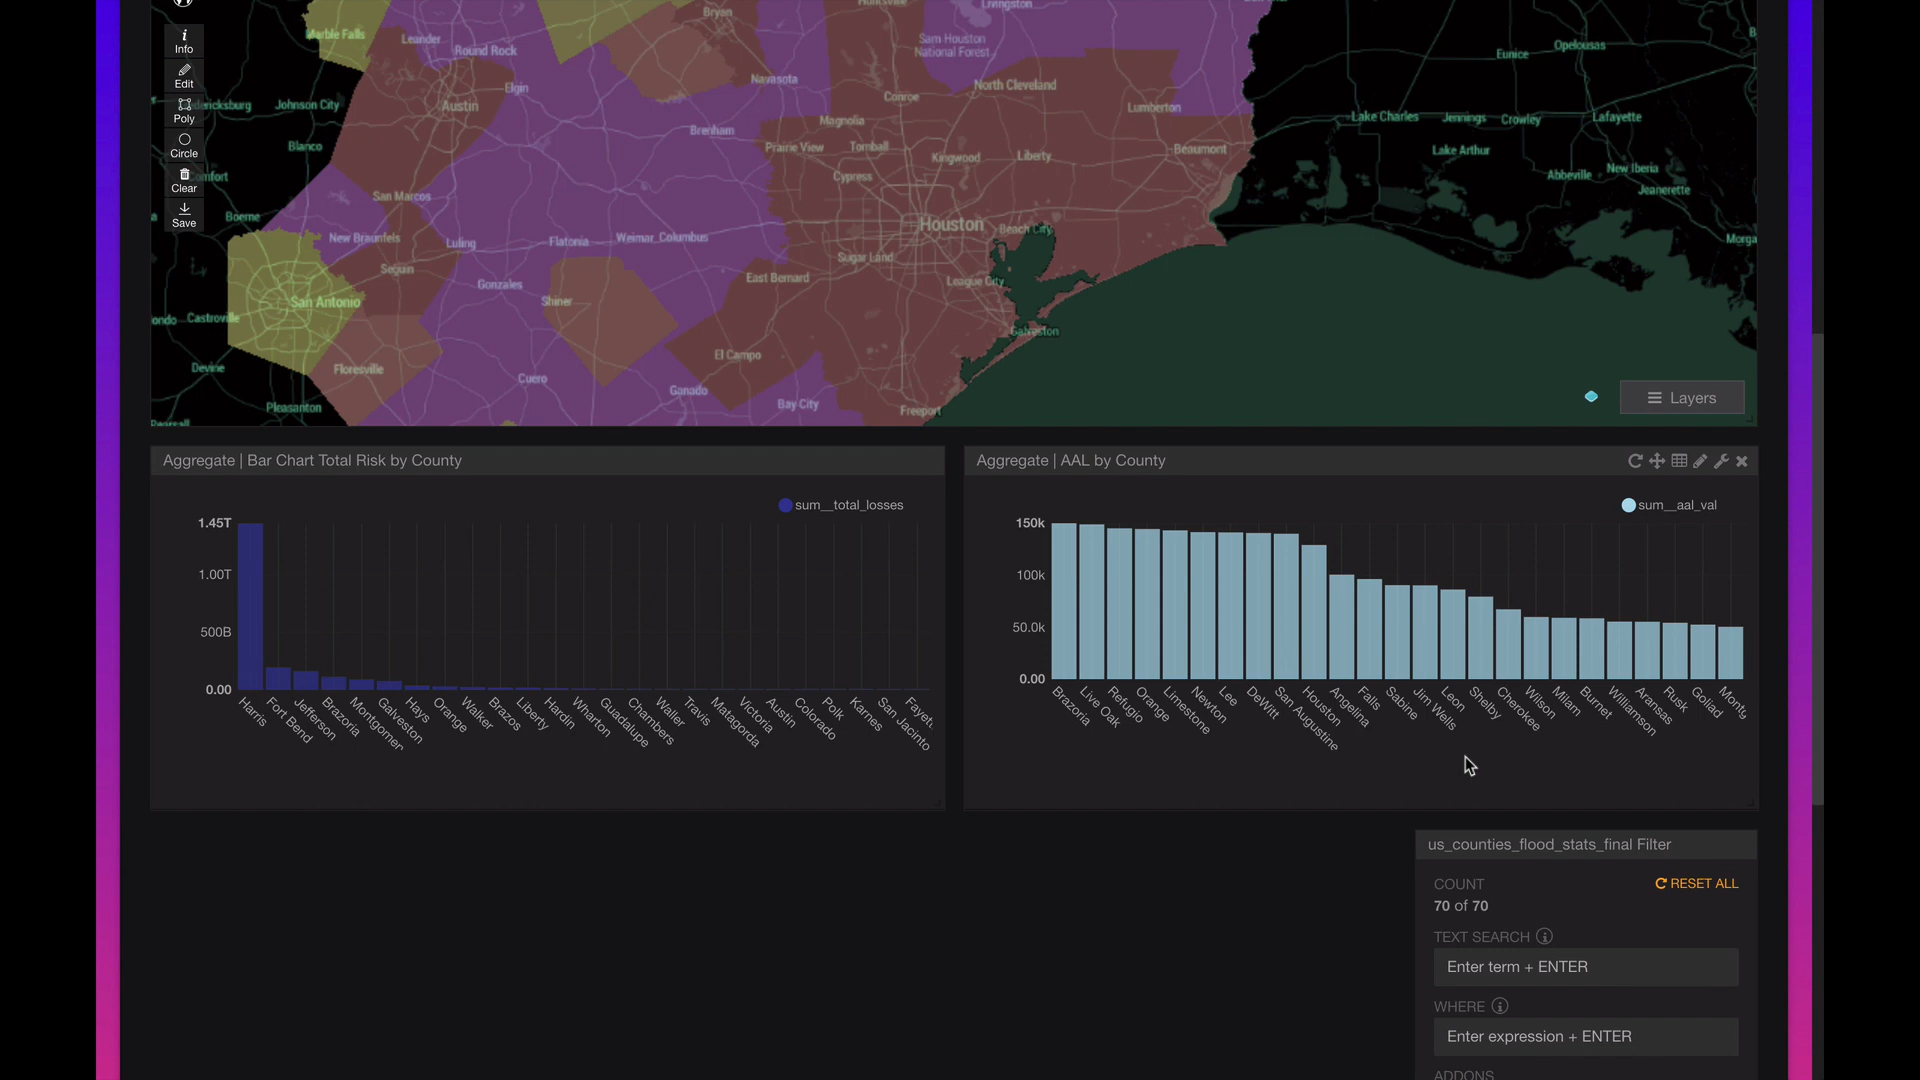 Livingston
Bryan
Marble Falls
Leander
Round Rock
Sam Houston
National Forest
Eunice
Opelousas
Info
Edit
Navasota
North Cleveland
Elgin
Conroe
Johnson City
Austin
Lumberton
Poly
Lake Charles
Jennings
Crowley
Lafayette
Magnolia
Brenham
Blanco
Prairie View
Tomball
Kingwood
Liberty
Beaumont
Lake Arthur
Circle
Cypress
Abbeville
New Iberia
Jeanerette
Clear
San Marcos
Boerne
Save
Houston
Beach City
New Braunfels
Luling
Flatonia
Weimar
Columbus
Sugar Land
Seguin
East Bernard
League City
Gonzales
Shiner
San Antonio
Castroville
Galveston
El Campo
Devine
Floresville
Cuero
Ganado
Bay City
Pleasanton
Freeport
Layers
Aggregate | Bar Chart Total Risk by County
sum__total_losses
1.45T
1.00T
500B
0.00
Harris
Fort Bend
Jefferson
Brazoria
Montgomer
Galveston
Hays
Orange
Walker
Brazos
Liberty
Hardin
Wharton
Guadalupe
Chambers
Waller
Travis
Matagorda
Victoria
Austin
Colorado
Polk
Karnes
San Jacinto
Fayet
Aggregate | AAL by County
sum__aal_val
150k
100k
50.0k
0.00
Brazoria
Live Oak
Refugio
Orange
Limestone
Newton
Lee
DeWitt
San Augustine
Houston
Angelina
Falls
Sabine
Jim Wells
Leon
Shelby
Cherokee
Wilson
Milam
Burnet
Williamson
Aransas
Rusk
Goliad
Montg
us_counties_flood_stats_final Filter
COUNT
RESET ALL
70 of 70
TEXT SEARCH
Enter term + ENTER
WHERE
Enter expression + ENTER
ADDONS